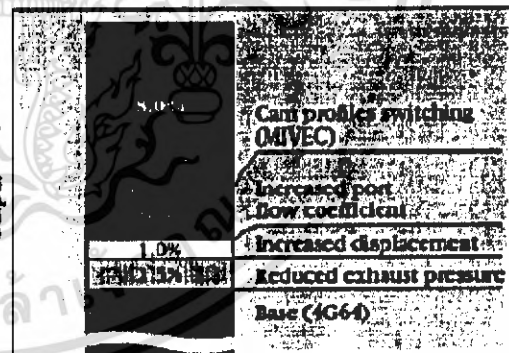 Cam profiles switching
(MIVEC)
Increased port
flow coefficient
1.0%
Increased displacement
Reduced exhaust pressure
Base (4G64)